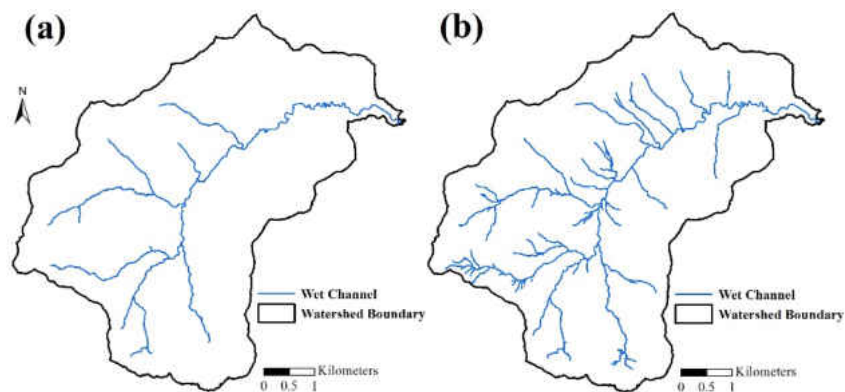 (a)
N
Wet Channel
Watershed Boundary
Kilometers
0 0.5 1
(b)
Wet Channel
Watershed Boundary
Kilometers
0 0.5 1